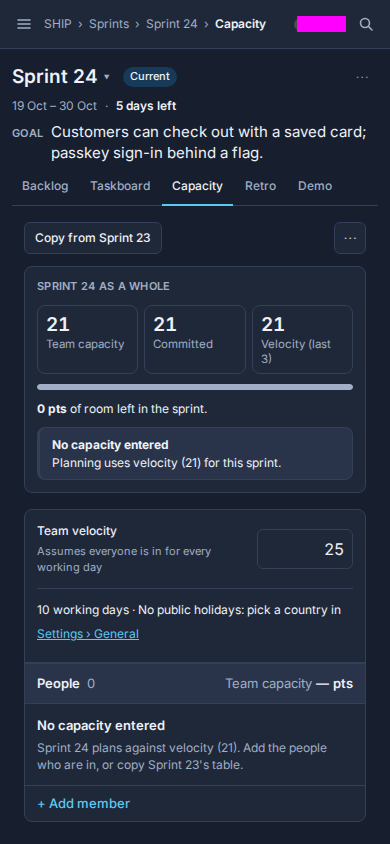 SHIP › Sprints › Sprint 24 › Capacity
Sprint 24 ▾ Current ...
19 Oct – 30 Oct · 5 days left
GOAL Customers can check out with a saved card;
passkey sign-in behind a flag.
Backlog Taskboard Capacity Retro Demo
Copy from Sprint 23 ...
SPRINT 24 AS A WHOLE
21 21 21
Team capacity Committed Velocity (last
3)
0 pts of room left in the sprint.
No capacity entered
Planning uses velocity (21) for this sprint.
Team velocity
Assumes everyone is in for every
working day
25
10 working days · No public holidays: pick a country in
Settings › General
People 0 Team capacity — pts
No capacity entered
Sprint 24 plans against velocity (21). Add the people
who are in, or copy Sprint 23's table.
+ Add member